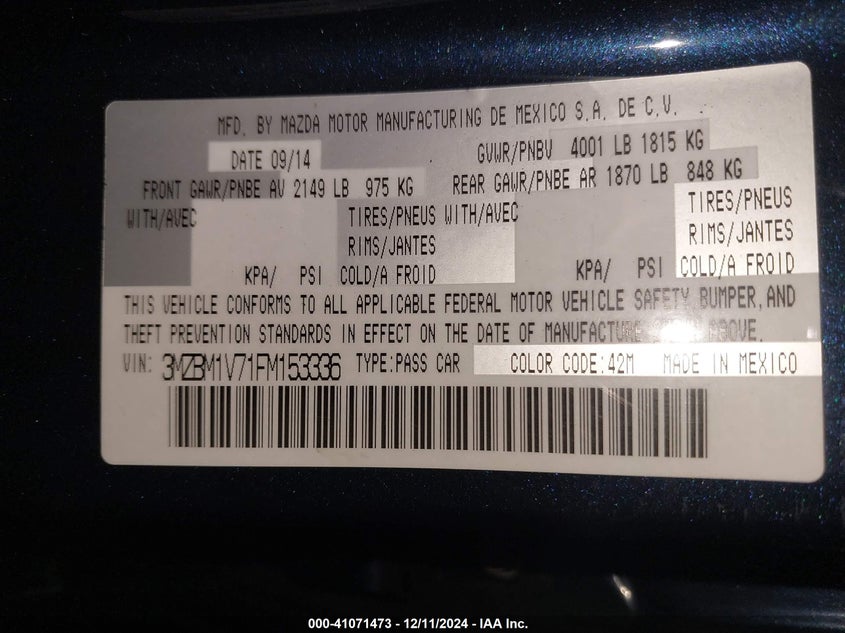 MFD. BY MAZDA MOTOR MANUFACTURING DE MEXICO S.A. DE C.V.
DATE 09/14 GVWR/PNBV 4001 LB 1815 KG
FRONT GAWR/PNBE AV 2149 LB 975 KG REAR GAWR/PNBE AR 1870 LB 848 KG
WITH/AVEC TIRES/PNEUS WITH/AVEC TIRES/PNEUS
RIMS/JANTES RIMS/JANTES
KPA/ PSI COLD/A FROID KPA/ PSI COLD/A FROID
THIS VEHICLE CONFORMS TO ALL APPLICABLE FEDERAL MOTOR VEHICLE SAFETY, BUMPER, AND
THEFT PREVENTION STANDARDS IN EFFECT ON THE DATE OF MANUFACTURE ABOVE.
VIN: 3MZBM1V71FM153336 TYPE:PASS CAR COLOR CODE:42M MADE IN MEXICO
000-41071473 - 12/11/2024 - IAA Inc.